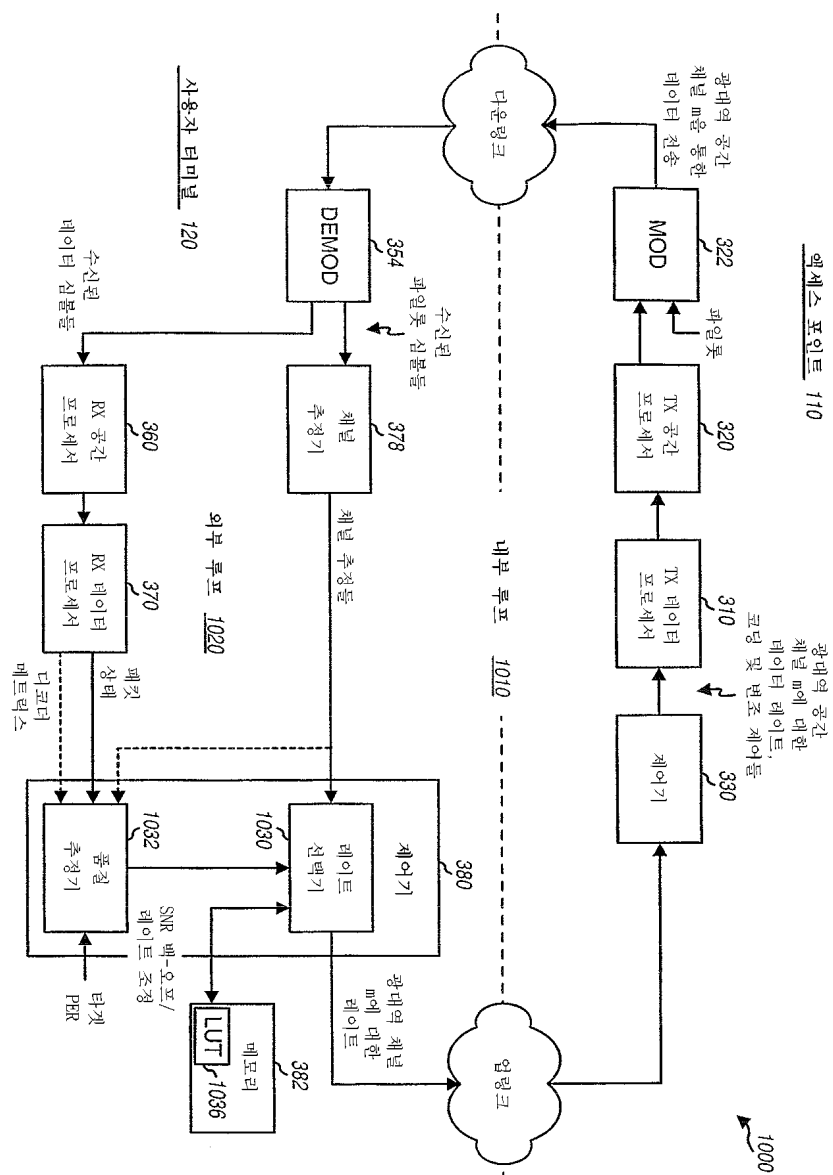 1000
액세스 포인트 110
322
MOD
파일롯
320
TX 공간
프로세서
310
TX 데이터
프로세서
330
제어기
광대역 공간
채널 m을 통한
데이터 전송
광대역 공간
채널 m에 대한
데이터 레이트,
코딩 및 변조 제어들
다운링크
내부 루프 1010
업링크
사용자 터미널 120
354
DEMOD
수신된
파일롯 심볼들
378
채널
추정기
채널 추정들
380
제어기
1030
레이트
선택기
광대역 채널
m에 대한
레이트
382
메모리
LUT
1036
외부 루프 1020
수신된
데이터 심볼들
360
RX 공간
프로세서
370
RX 데이터
프로세서
패킷
상태
디코더
메트릭스
1032
품질
추정기
SNR 백-오프/
레이트 조정
타겟
PER